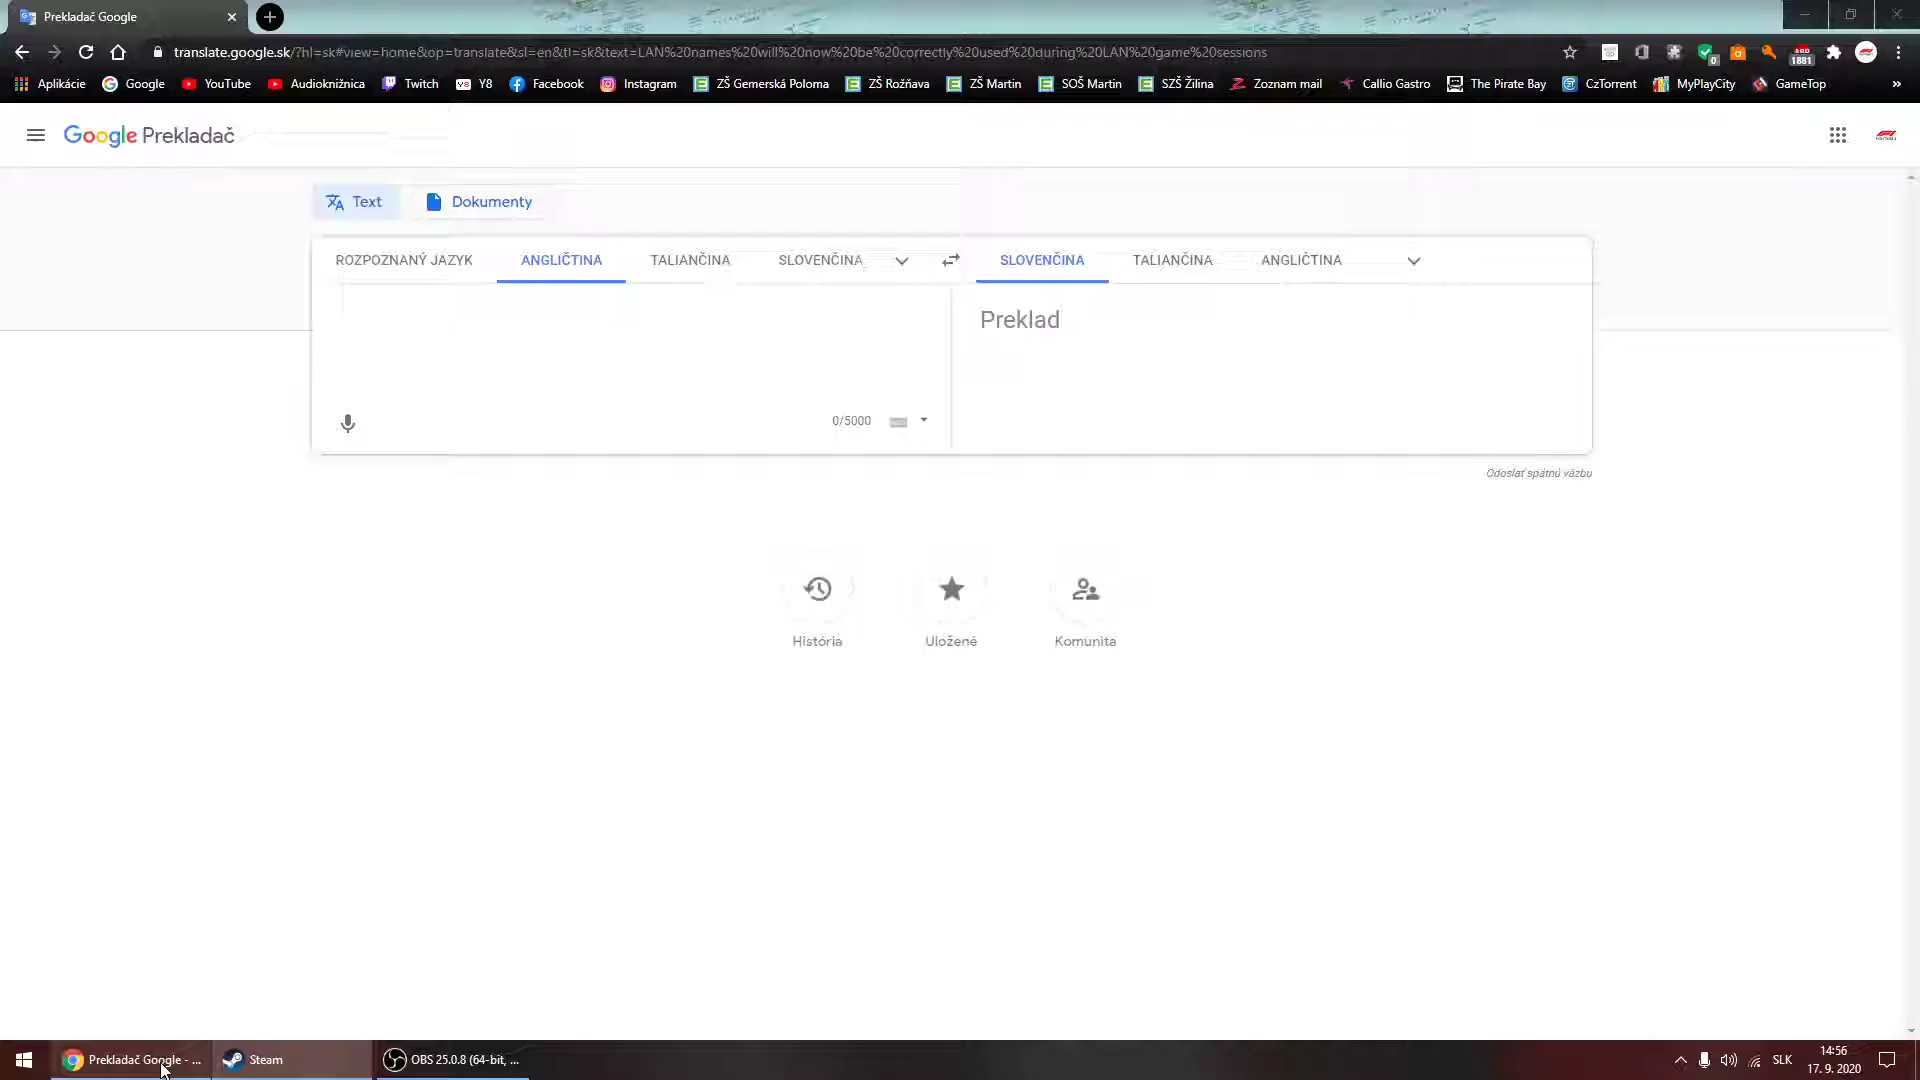 Prekladač Google
translate.google.sk/?hl=sk#view=home&op=translate&sl=en&tl=sk&text=LAN%20names%20will%20now%20be%20correctly%20used%20during%20LAN%20game%20sessions
0
1881
Aplikácie Google YouTube Audioknižnica Twitch Y8 Facebook Instagram ZŠ Gemerská Poloma ZŠ Rožňava ZŠ Martin SOŠ Martin SZŠ Žilina Zoznam mail Callio Gastro The Pirate Bay CzTorrent MyPlayCity GameTop »
Google Prekladač
Text Dokumenty
ROZPOZNANÝ JAZYK ANGLIČTINA TALIANČINA SLOVENČINA SLOVENČINA TALIANČINA ANGLIČTINA
Preklad
0/5000
Odoslať spätnú väzbu
História Uložené Komunita
Prekladač Google - ... Steam OBS 25.0.8 (64-bit, ... SLK 14:56
17. 9. 2020